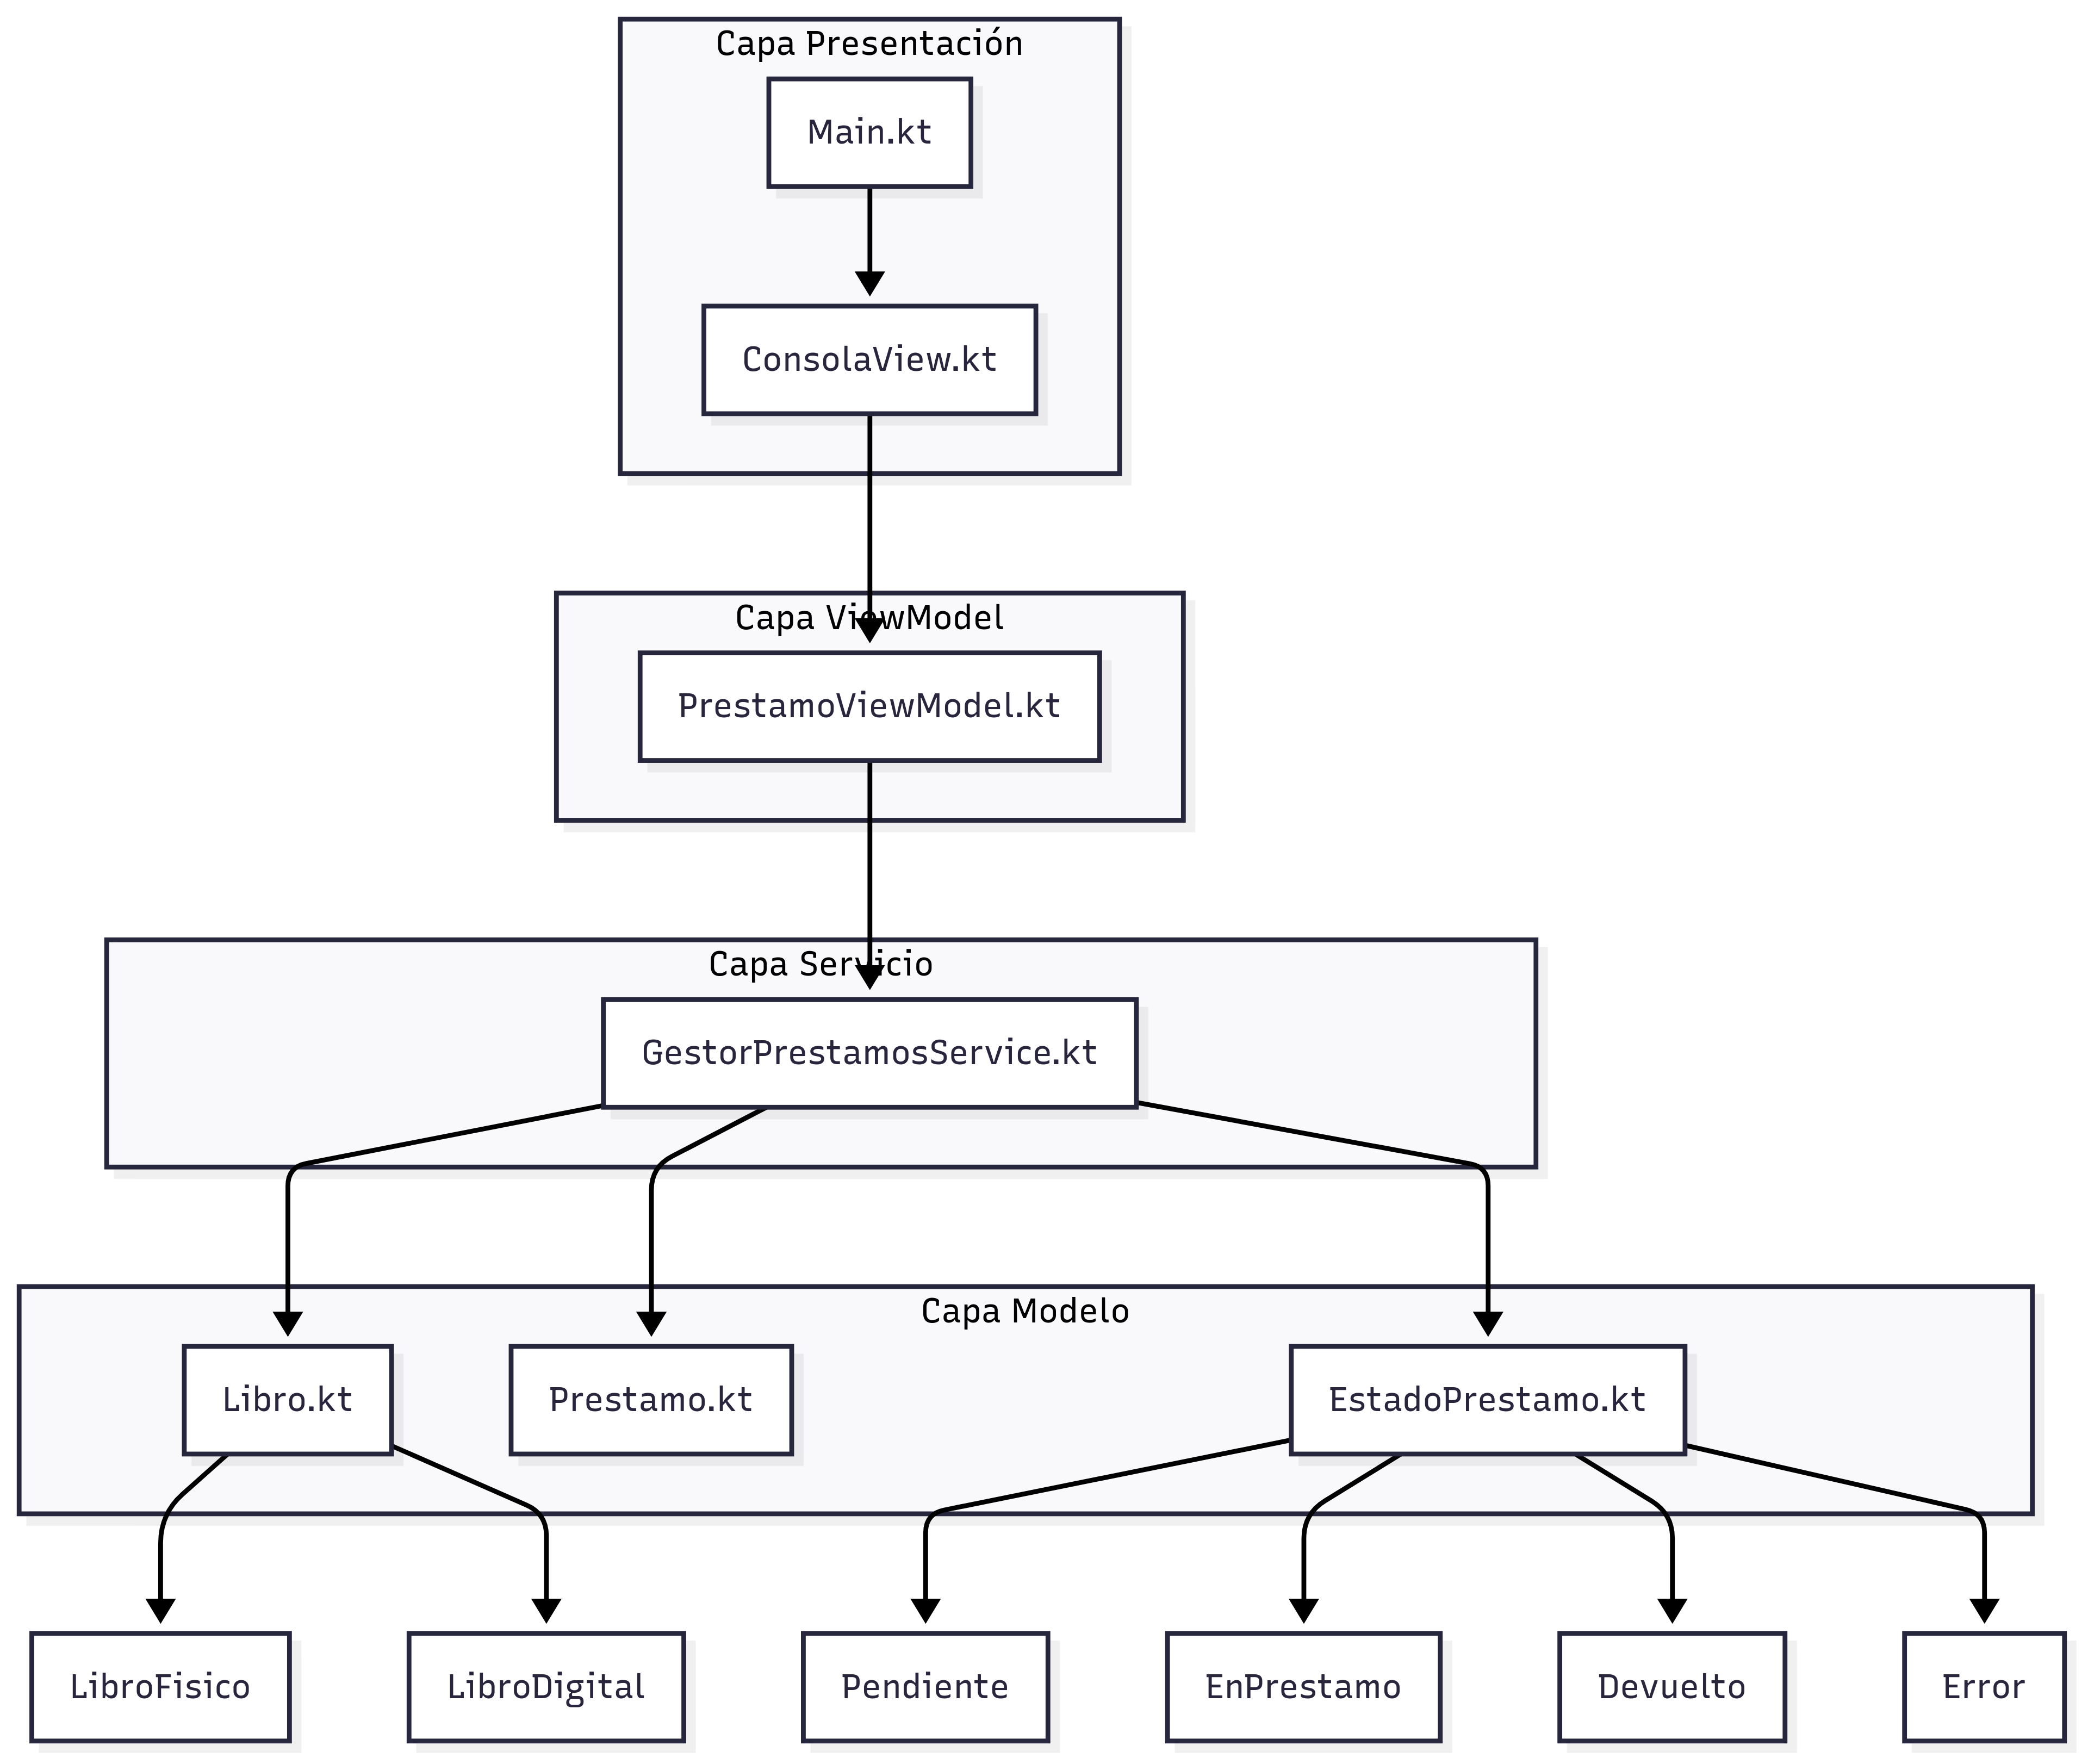 Capa Presentación
Main.kt
ConsolaView.kt
Capa ViewModel
PrestamoViewModel.kt
Capa Servicio
GestorPrestamosService.kt
Capa Modelo
Libro.kt
Prestamo.kt
EstadoPrestamo.kt
LibroFisico
LibroDigital
Pendiente
EnPrestamo
Devuelto
Error